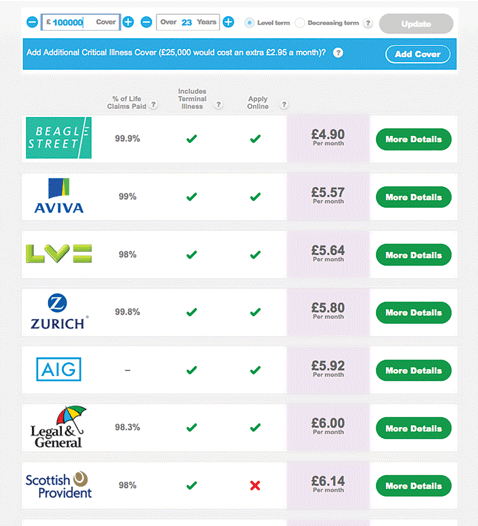 £ 100000 Cover Over 23 Years Level term Decreasing term ? Update
Add Additional Critical Illness Cover (£25,000 would cost an extra £2.95 a month)? ? Add Cover
% of Life
Claims Paid ?
Includes
Terminal
Illness ?
Apply
Online ?
BEAGLE
STREET
99.9%
£4.90
Per month
More Details
AVIVA
99%
£5.57
Per month
More Details
LV=
98%
£5.64
Per month
More Details
Z
ZURICH®
99.8%
£5.80
Per month
More Details
AIG
–
£5.92
Per month
More Details
Legal &
General
98.3%
£6.00
Per month
More Details
Scottish
Provident
98%
£6.14
Per month
More Details